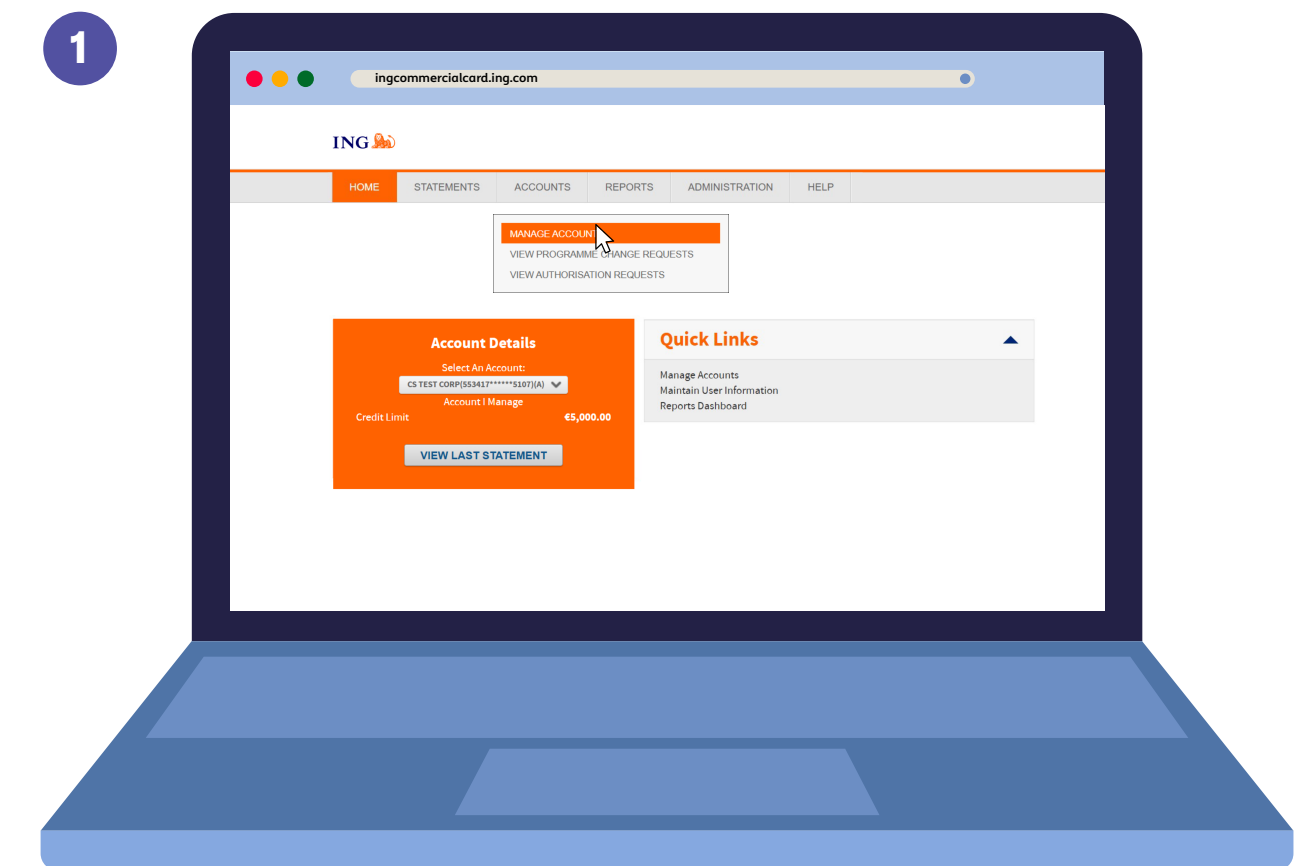 1
ingcommercialcard.ing.com
ING
HOME STATEMENTS ACCOUNTS REPORTS ADMINISTRATION HELP
MANAGE ACCOUNT
VIEW PROGRAMME CHANGE REQUESTS
VIEW AUTHORISATION REQUESTS
Account Details
Select An Account:
CS TEST CORP(553417******5107)(A)
Account I Manage
Credit Limit €5,000.00
VIEW LAST STATEMENT
Quick Links
Manage Accounts
Maintain User Information
Reports Dashboard